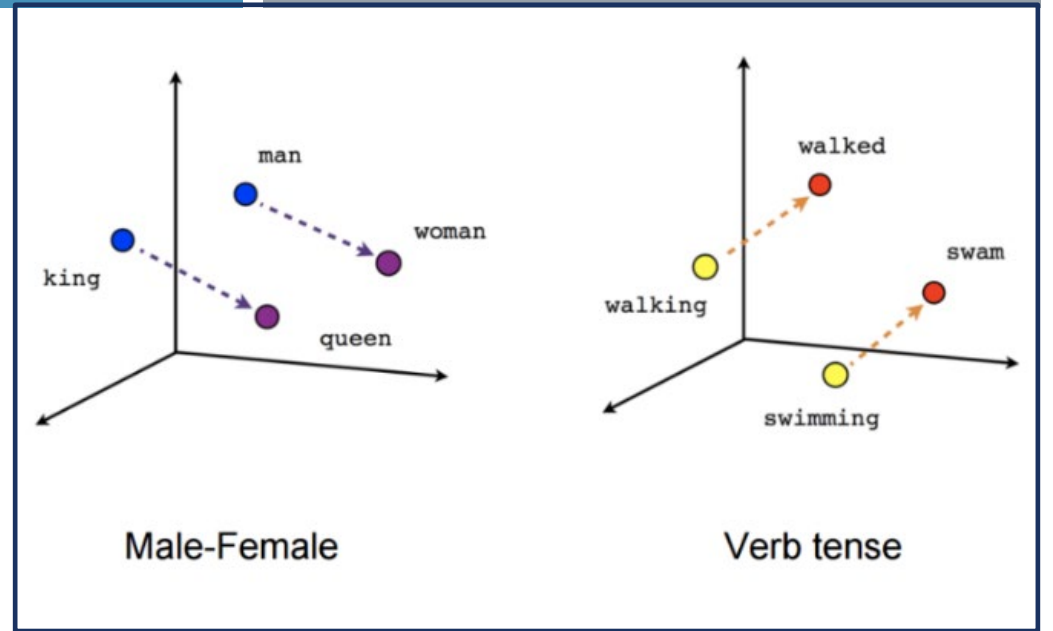 man
woman
king
queen
walked
swam
walking
swimming
Male-Female
Verb tense